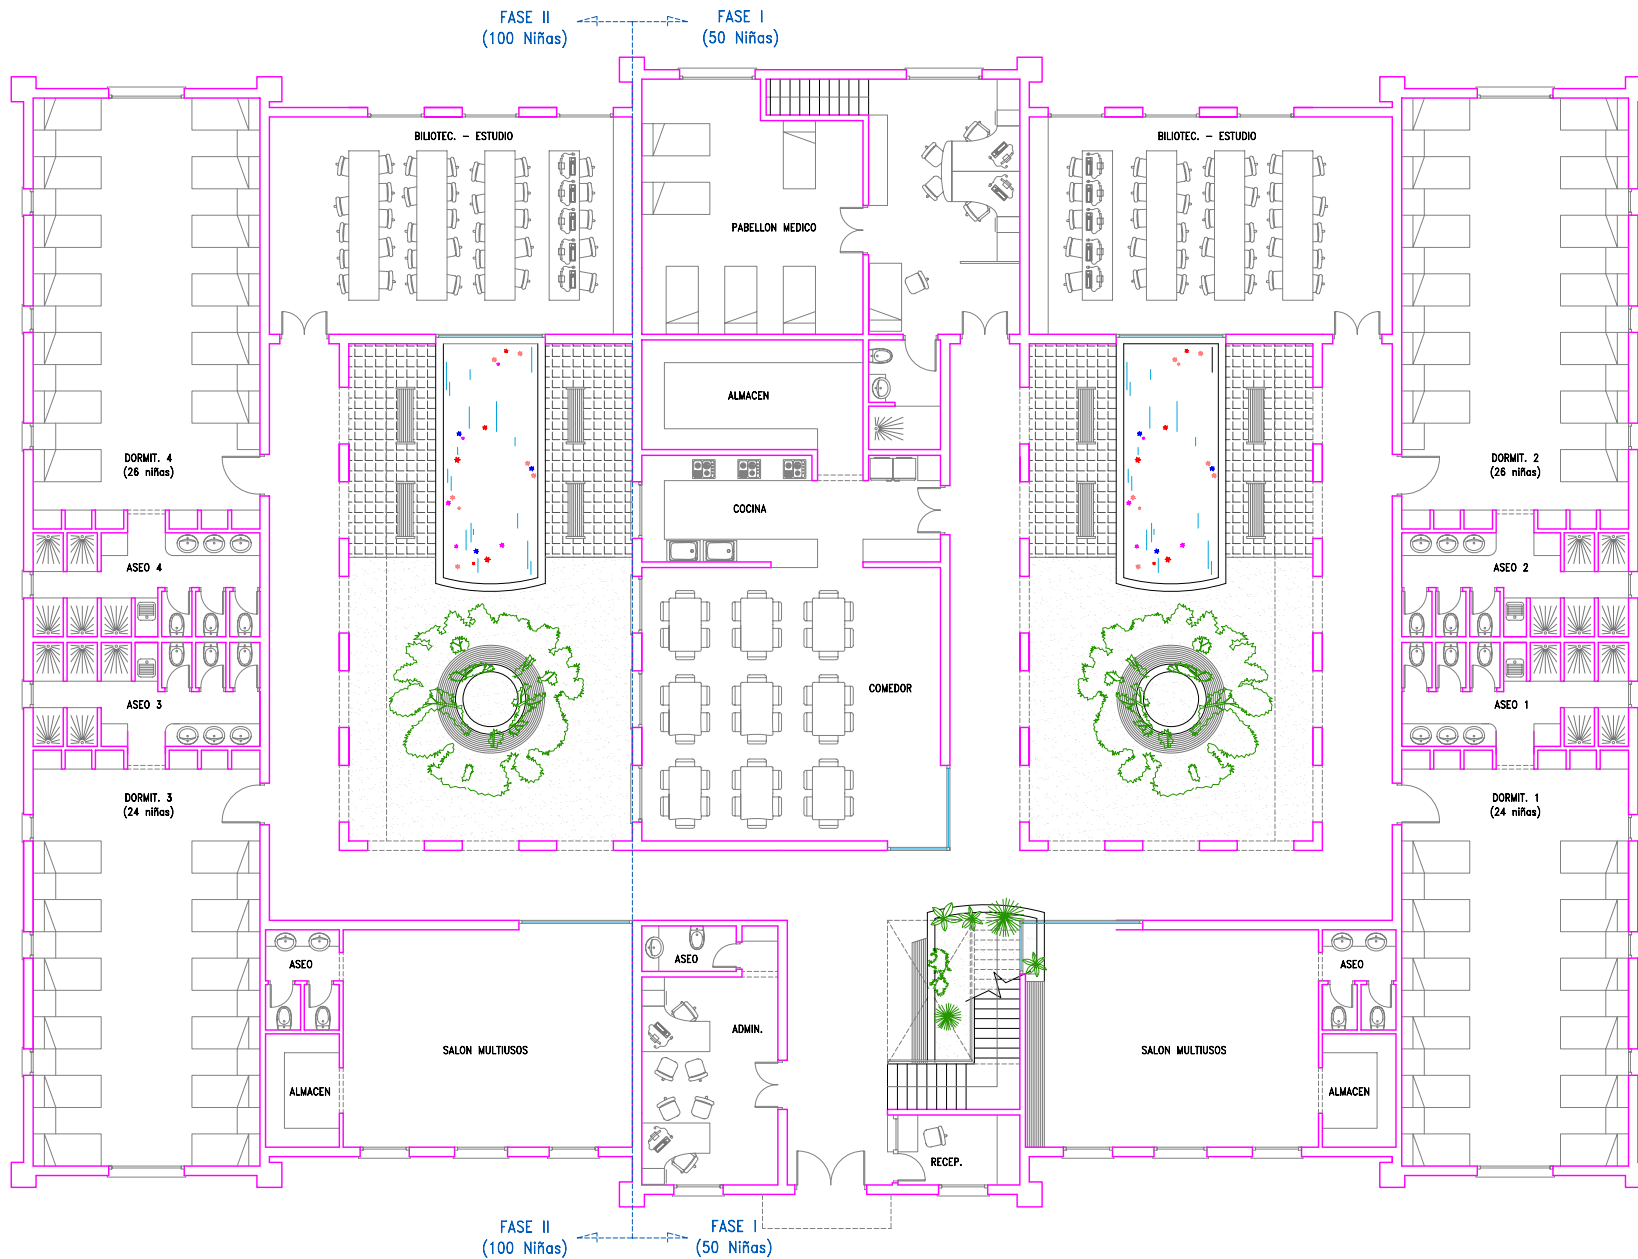 FASE II
(100 Niñas)
FASE I
(50 Niñas)
BILIOTEC. - ESTUDIO
BILIOTEC. - ESTUDIO
PABELLON MEDICO
ALMACEN
DORMIT. 4
(26 niñas)
DORMIT. 2
(26 niñas)
COCINA
ASEO 4
ASEO 2
COMEDOR
ASEO 3
ASEO 1
DORMIT. 3
(24 niñas)
DORMIT. 1
(24 niñas)
ASEO
ASEO
ASEO
ADMIN.
SALON MULTIUSOS
SALON MULTIUSOS
ALMACEN
ALMACEN
RECEP.
FASE II
(100 Niñas)
FASE I
(50 Niñas)